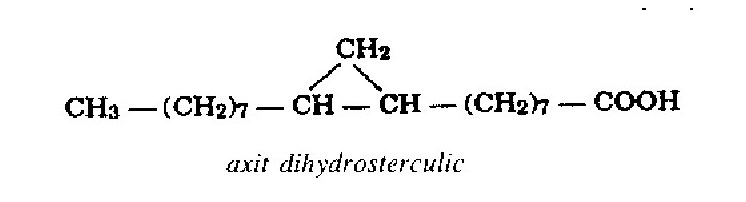 CH₂
CH₃ — (CH₂)₇ — CH — CH — (CH₂)₇ — COOH
axit dihydrosterculic